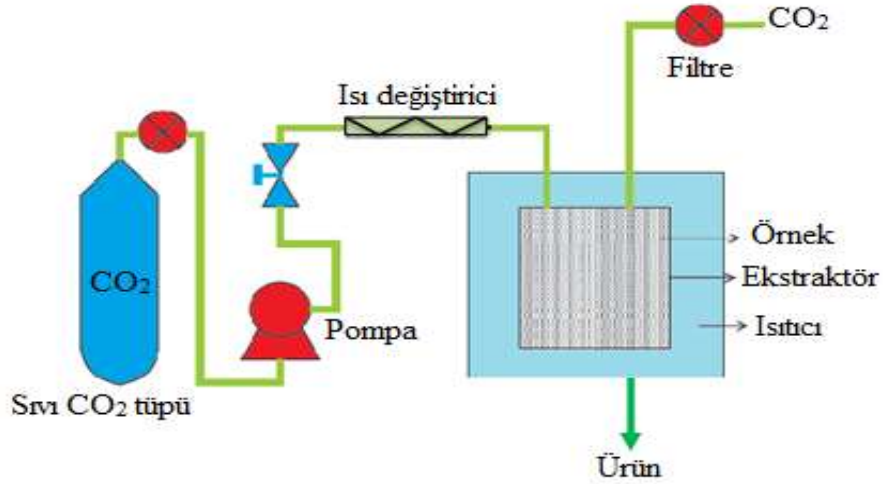 CO₂
Filtre
Isı değiştirici
Örnek
Ekstraktör
Isıtıcı
CO₂
Pompa
Sıvı CO₂ tüpü
Ürün